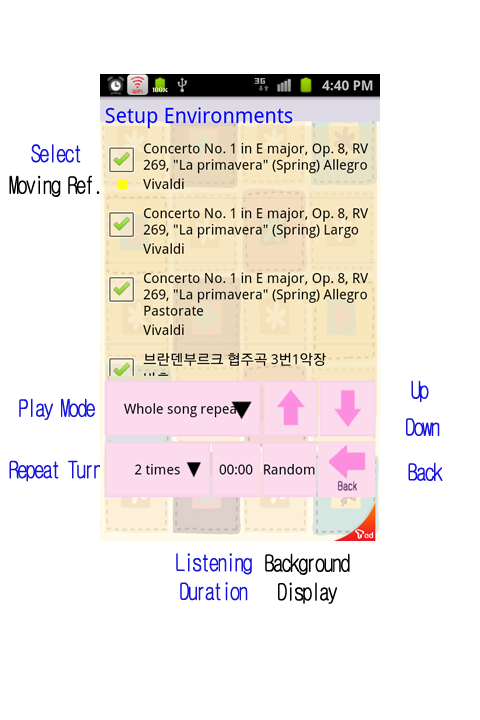 100%
3G
4:40 PM
Setup Environments
Select
Moving Ref.
Concerto No. 1 in E major, Op. 8, RV
269, "La primavera" (Spring) Allegro
Vivaldi
Concerto No. 1 in E major, Op. 8, RV
269, "La primavera" (Spring) Largo
Vivaldi
Concerto No. 1 in E major, Op. 8, RV
269, "La primavera" (Spring) Allegro
Pastorate
Vivaldi
브란덴부르크 협주곡 3번1악장
Play Mode
Whole song repea
Up
Down
Repeat Turn
2 times
00:00
Random
Back
Back
ad
Listening
Duration
Background
Display